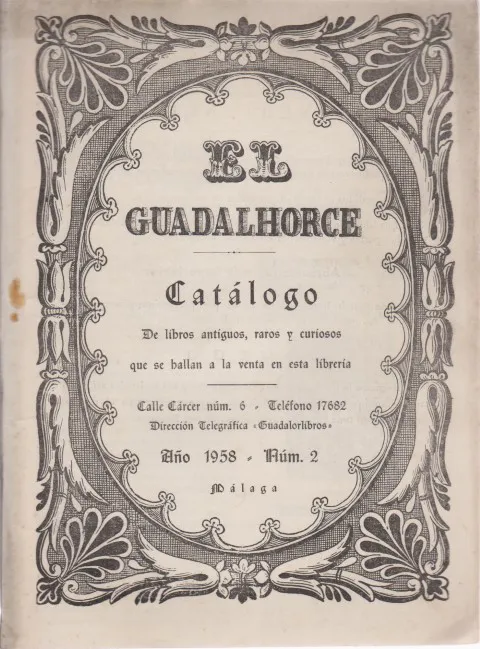 EL
GUADALHORCE
Catálogo
De libros antiguos, raros y curiosos
que se hallan a la venta en esta librería
Calle Cárcer núm. 6 - Teléfono 17682
Dirección Telegráfica «Guadalorlibros»
Año 1958 - Núm. 2
Málaga